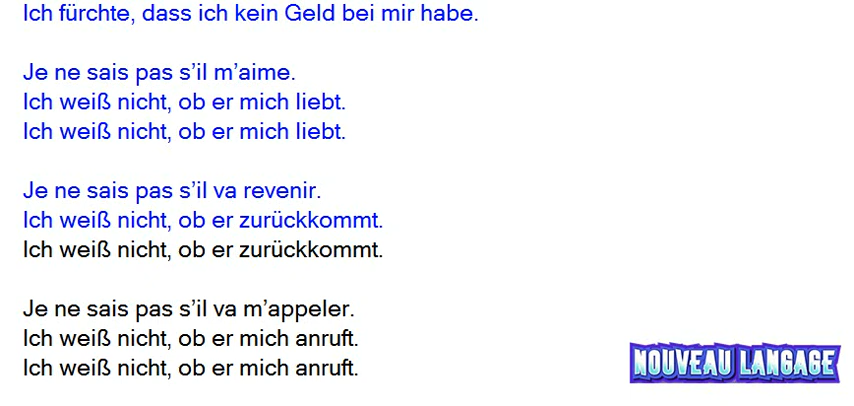 Ich fürchte, dass ich kein Geld bei mir habe.
Je ne sais pas s’il m’aime.
Ich weiß nicht, ob er mich liebt.
Ich weiß nicht, ob er mich liebt.
Je ne sais pas s’il va revenir.
Ich weiß nicht, ob er zurückkommt.
Ich weiß nicht, ob er zurückkommt.
Je ne sais pas s’il va m’appeler.
Ich weiß nicht, ob er mich anruft.
Ich weiß nicht, ob er mich anruft.
NOUVEAU LANGAGE